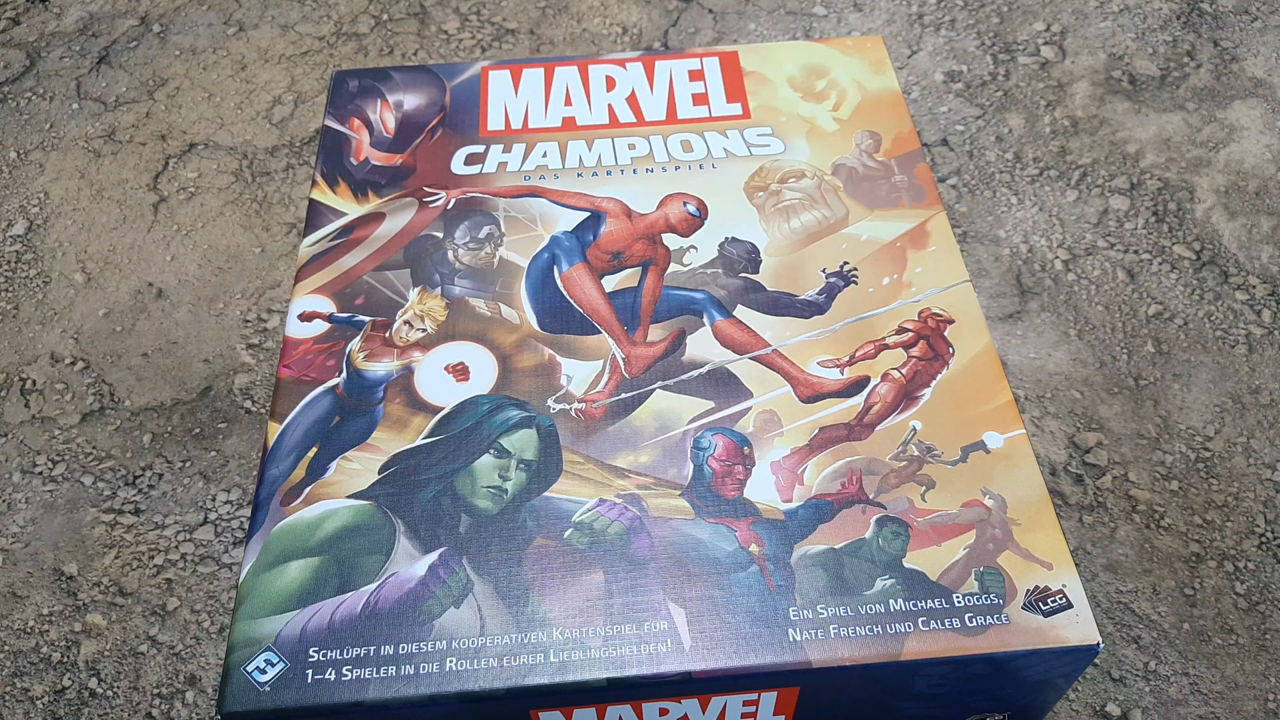 MARVEL
CHAMPIONS
DAS KARTENSPIEL
SCHLÜPFT IN DIESEM KOOPERATIVEN KARTENSPIEL FÜR
1–4 SPIELER IN DIE ROLLEN EURER LIEBLINGSHELDEN!
EIN SPIEL VON MICHAEL BOGGS,
NATE FRENCH UND CALEB GRACE
LCG
MARVEL